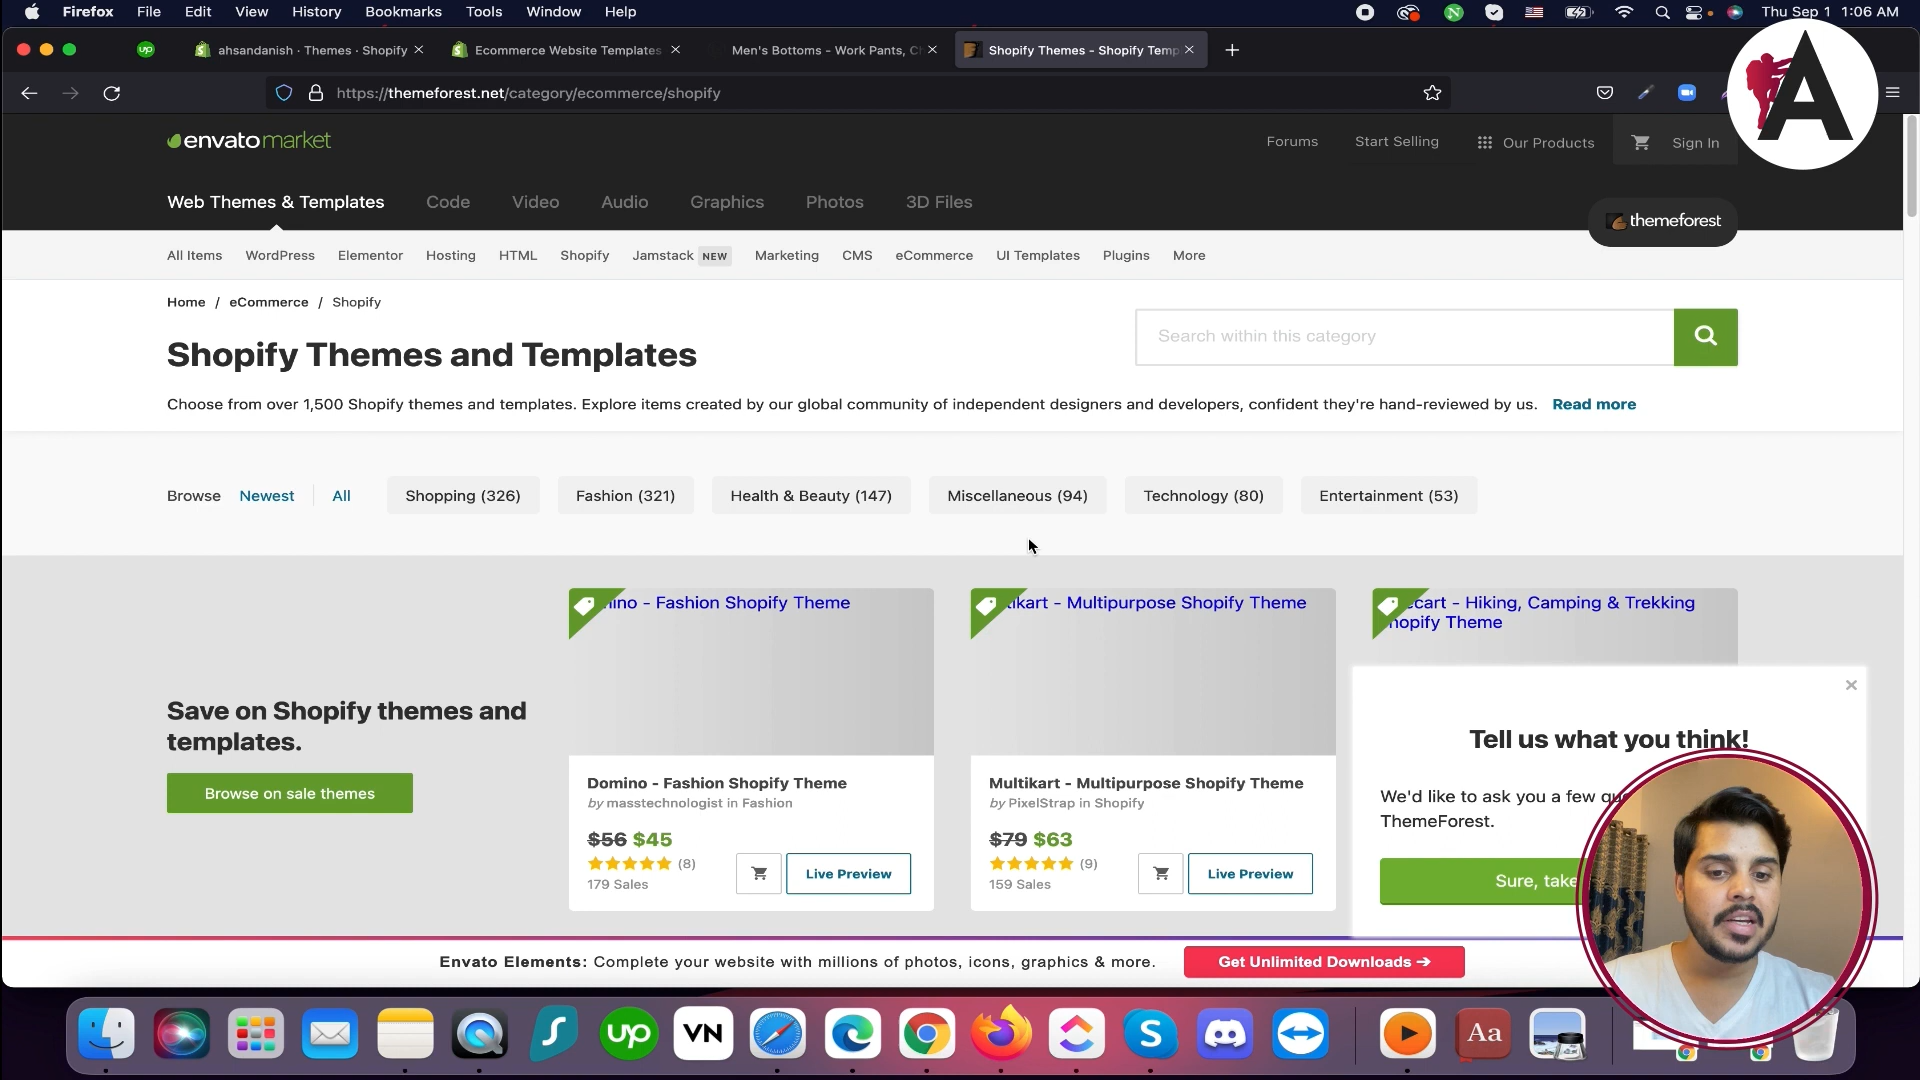 Firefox File Edit View History Bookmarks Tools Window Help
Thu Sep 1 1:06 AM
up
ahsandanish · Themes · Shopify
Ecommerce Website Templates
Men's Bottoms - Work Pants,
Shopify Themes - Shopify Temp
A
https://themeforest.net/category/ecommerce/shopify
envato market
Forums Start Selling Our Products Sign In
Web Themes & Templates Code Video Audio Graphics Photos 3D Files
themeforest
All Items WordPress Elementor Hosting HTML Shopify Jamstack NEW Marketing CMS eCommerce UI Templates Plugins More
Home / eCommerce / Shopify
Search within this category
Shopify Themes and Templates
Choose from over 1,500 Shopify themes and templates. Explore items created by our global community of independent designers and developers, confident they're hand-reviewed by us. Read more
Browse Newest All Shopping (326) Fashion (321) Health & Beauty (147) Miscellaneous (94) Technology (80) Entertainment (53)
Save on Shopify themes and
templates.
Browse on sale themes
ino - Fashion Shopify Theme
Domino - Fashion Shopify Theme
by masstechnologist in Fashion
$56 $45
(8)
179 Sales
Live Preview
ikart - Multipurpose Shopify Theme
Multikart - Multipurpose Shopify Theme
by PixelStrap in Shopify
$79 $63
(9)
159 Sales
Live Preview
cart - Hiking, Camping & Trekking
hopify Theme
Tell us what you think!
We'd like to ask you a few
ThemeForest.
Sure, take
Envato Elements: Complete your website with millions of photos, icons, graphics & more.
Get Unlimited Downloads →
up
VN
S
Aa